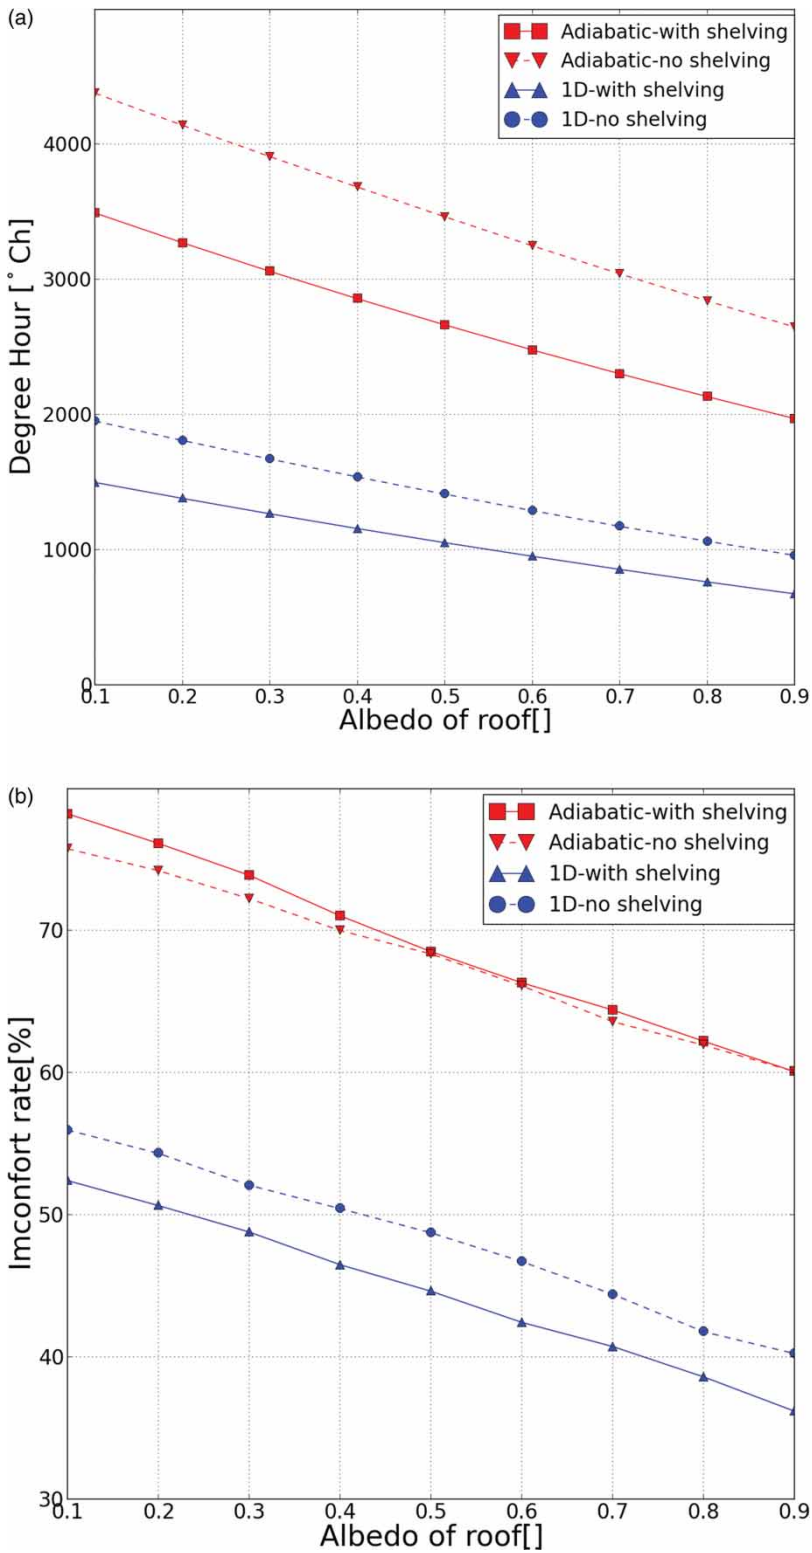 (a)
Adiabatic-with shelving
Adiabatic-no shelving
1D-with shelving
1D-no shelving
4000
3000
2000
1000
0
Degree Hour [°Ch]
0.1 0.2 0.3 0.4 0.5 0.6 0.7 0.8 0.9
Albedo of roof[]
(b)
Adiabatic-with shelving
Adiabatic-no shelving
1D-with shelving
1D-no shelving
70
60
50
40
30
Imconfort rate[%]
0.1 0.2 0.3 0.4 0.5 0.6 0.7 0.8 0.9
Albedo of roof[]